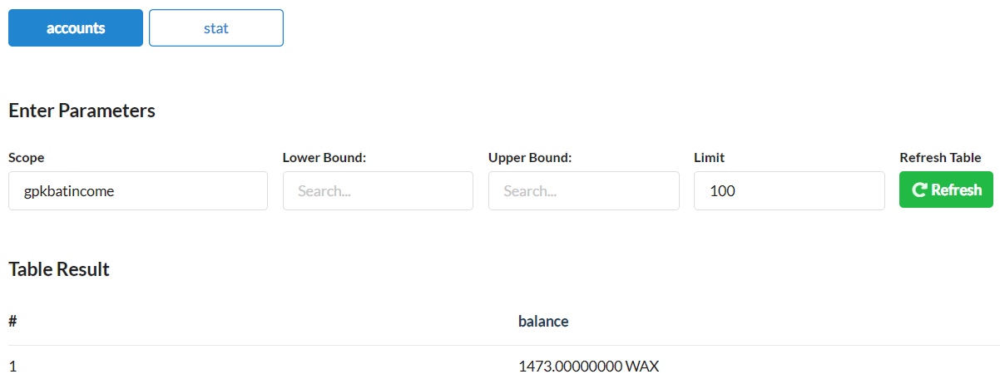 accounts stat
Enter Parameters
Scope Lower Bound: Upper Bound: Limit Refresh Table
gpkbatincome Search... Search... 100 Refresh
Table Result
# balance
1 1473.00000000 WAX